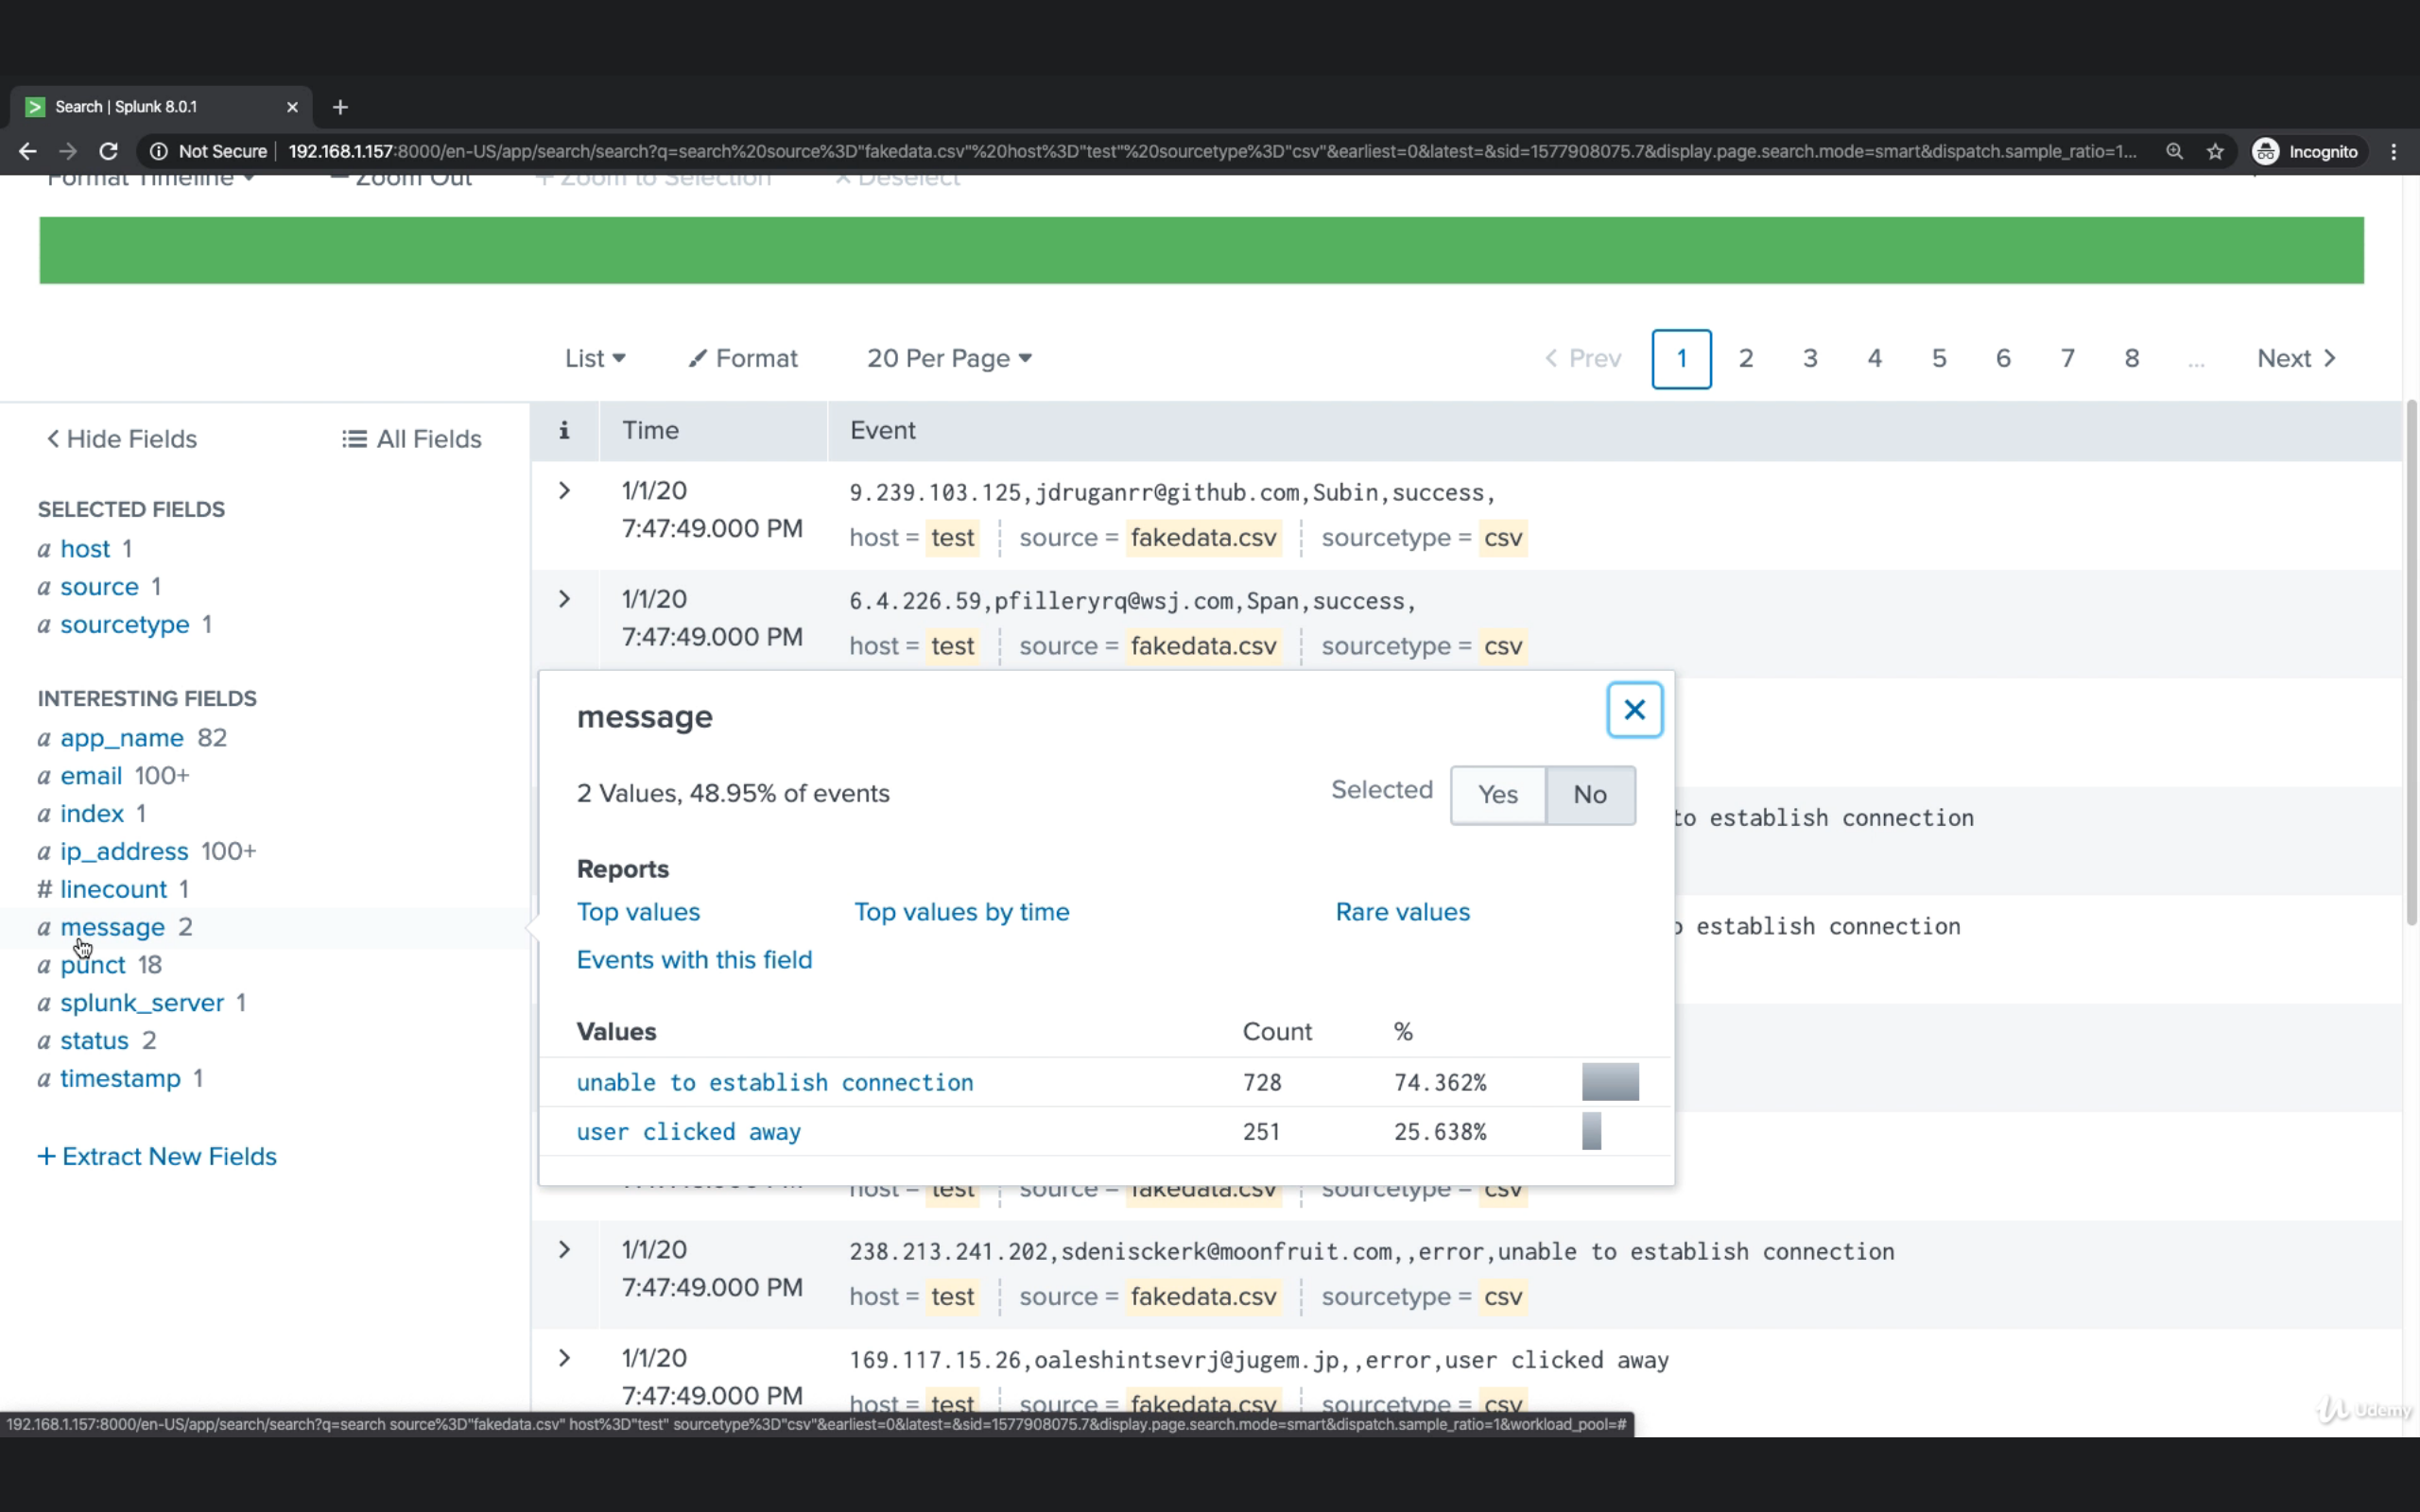 Search | Splunk 8.0.1
Not Secure 192.168.1.157:8000/en-US/app/search/search?q=search%20source%3D"fakedata.csv"%20host%3D"test"%20sourcetype%3D"csv"&earliest=0&latest=&sid=1577908075.7&display.page.search.mode=smart&dispatch.sample_ratio=1... Incognito
Format Timeline — Zoom Out + Zoom to Selection × Deselect
List Format 20 Per Page < Prev 1 2 3 4 5 6 7 8 ... Next >
< Hide Fields All Fields
i Time Event
SELECTED FIELDS
a host 1
a source 1
a sourcetype 1
INTERESTING FIELDS
a app_name 82
a email 100+
a index 1
a ip_address 100+
# linecount 1
a message 2
a punct 18
a splunk_server 1
a status 2
a timestamp 1
+ Extract New Fields
> 1/1/20 9.239.103.125,jdruganrr@github.com,Subin,success,
7:47:49.000 PM host = test source = fakedata.csv sourcetype = csv
> 1/1/20 6.4.226.59,pfilleryrq@wsj.com,Span,success,
7:47:49.000 PM host = test source = fakedata.csv sourcetype = csv
to establish connection
establish connection
message
2 Values, 48.95% of events Selected Yes No
Reports
Top values Top values by time Rare values
Events with this field
Values Count %
unable to establish connection 728 74.362%
user clicked away 251 25.638%
host = test source = fakedata.csv sourcetype = csv
> 1/1/20 238.213.241.202,sdenisckerk@moonfruit.com,,error,unable to establish connection
7:47:49.000 PM host = test source = fakedata.csv sourcetype = csv
> 1/1/20 169.117.15.26,oaleshintsevrj@jugem.jp,,error,user clicked away
7:47:49.000 PM host = test source = fakedata.csv sourcetype = csv
192.168.1.157:8000/en-US/app/search/search?q=search source%3D"fakedata.csv" host%3D"test" sourcetype%3D"csv"&earliest=0&latest=&sid=1577908075.7&display.page.search.mode=smart&dispatch.sample_ratio=1&workload_pool=#
Udemy